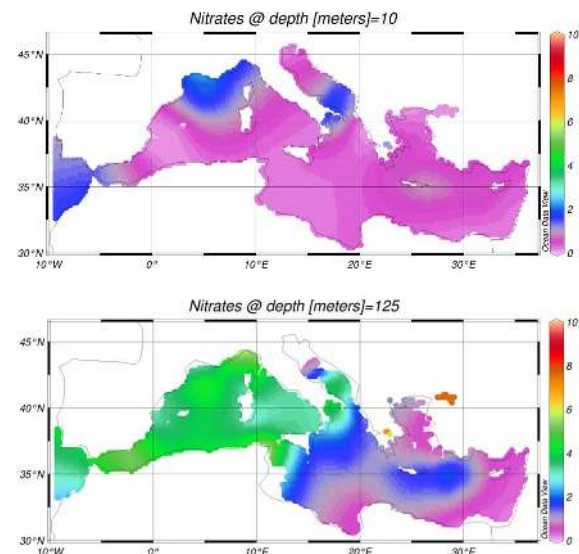 Nitrates @ depth [meters]=10
45°N
40°N
35°N
30°N
10°W 0° 10°E 20°E 30°E
10
8
6
4
2
0
Ocean Data View
Nitrates @ depth [meters]=125
45°N
40°N
35°N
30°N
10°W 0° 10°E 20°E 30°E
10
8
6
4
2
0
Ocean Data View